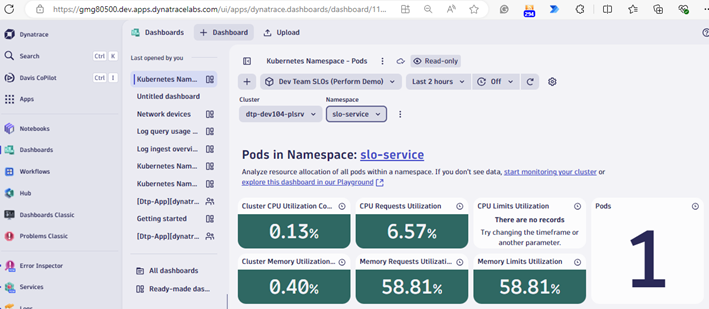 https://gmg80500.dev.apps.dynatracelabs.com/ui/apps/dynatrace.dashboards/dashboard/11...
294
Dynatrace
Search
Ctrl K
Davis CoPilot
Ctrl I
Apps
Notebooks
Dashboards
Workflows
Hub
Dashboards Classic
Problems Classic
Error Inspector
Services
Logs
Dashboards
+ Dashboard
Upload
Last opened by you
Kubernetes Nam...
Untitled dashboard
Network devices
Log query usage ...
Log ingest overvi...
Kubernetes Nam...
Kubernetes Nam...
[Dtp-App][dynatr...
Getting started
[Dtp-App][dynatr...
All dashboards
Ready-made das...
Kubernetes Namespace - Pods
Read-only
Dev Team SLOs (Perform Demo)
Last 2 hours
Off
Cluster
dtp-dev104-plsrv
Namespace
slo-service
Pods in Namespace: slo-service
Analyze resource allocation of all pods within a namespace. If you don't see data, start monitoring your cluster or
explore this dashboard in our Playground
Cluster CPU Utilization Co...
0.13%
CPU Requests Utilization
6.57%
CPU Limits Utilization
There are no records
Try changing the timeframe or
another parameter.
Pods
1
Cluster Memory Utilization...
0.40%
Memory Requests Utilizati...
58.81%
Memory Limits Utilization
58.81%